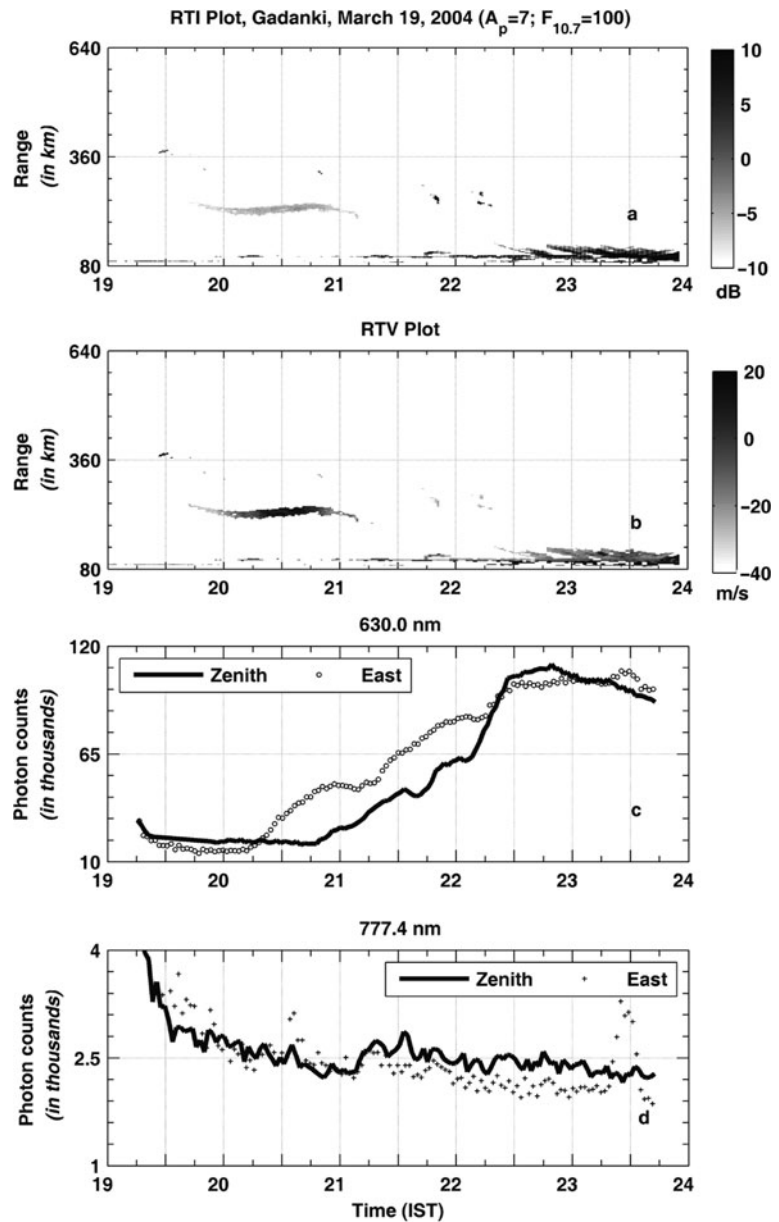 RTI Plot, Gadanki, March 19, 2004 (Ap=7; F10.7=100)
640
360
80
Range
(in km)
a
19 20 21 22 23 24
10
5
0
−5
−10
dB
RTV Plot
640
360
80
Range
(in km)
b
19 20 21 22 23 24
20
0
−20
−40
m/s
630.0 nm
120
65
10
Photon counts
(in thousands)
Zenith East
c
19 20 21 22 23 24
777.4 nm
4
2.5
1
Photon counts
(in thousands)
Zenith East
d
19 20 21 22 23 24
Time (IST)